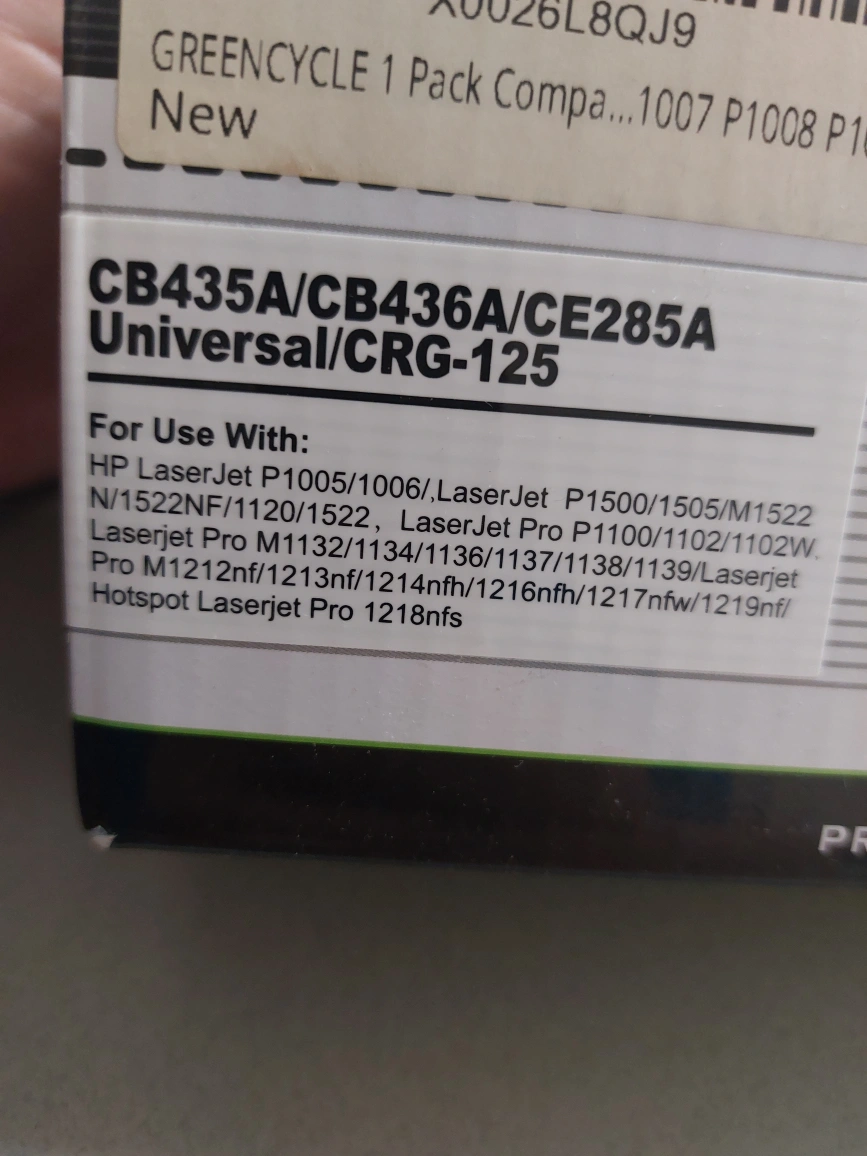 X0026L8QJ9
GREENCYCLE 1 Pack Compa...1007 P1008 P1
New
CB435A/CB436A/CE285A
Universal/CRG-125
For Use With:
HP LaserJet P1005/1006/,LaserJet P1500/1505/M1522
N/1522NF/1120/1522, LaserJet Pro P1100/1102/1102W.
Laserjet Pro M1132/1134/1136/1137/1138/1139/Laserjet
Pro M1212nf/1213nf/1214nfh/1216nfh/1217nfw/1219nf/
Hotspot Laserjet Pro 1218nfs
PR